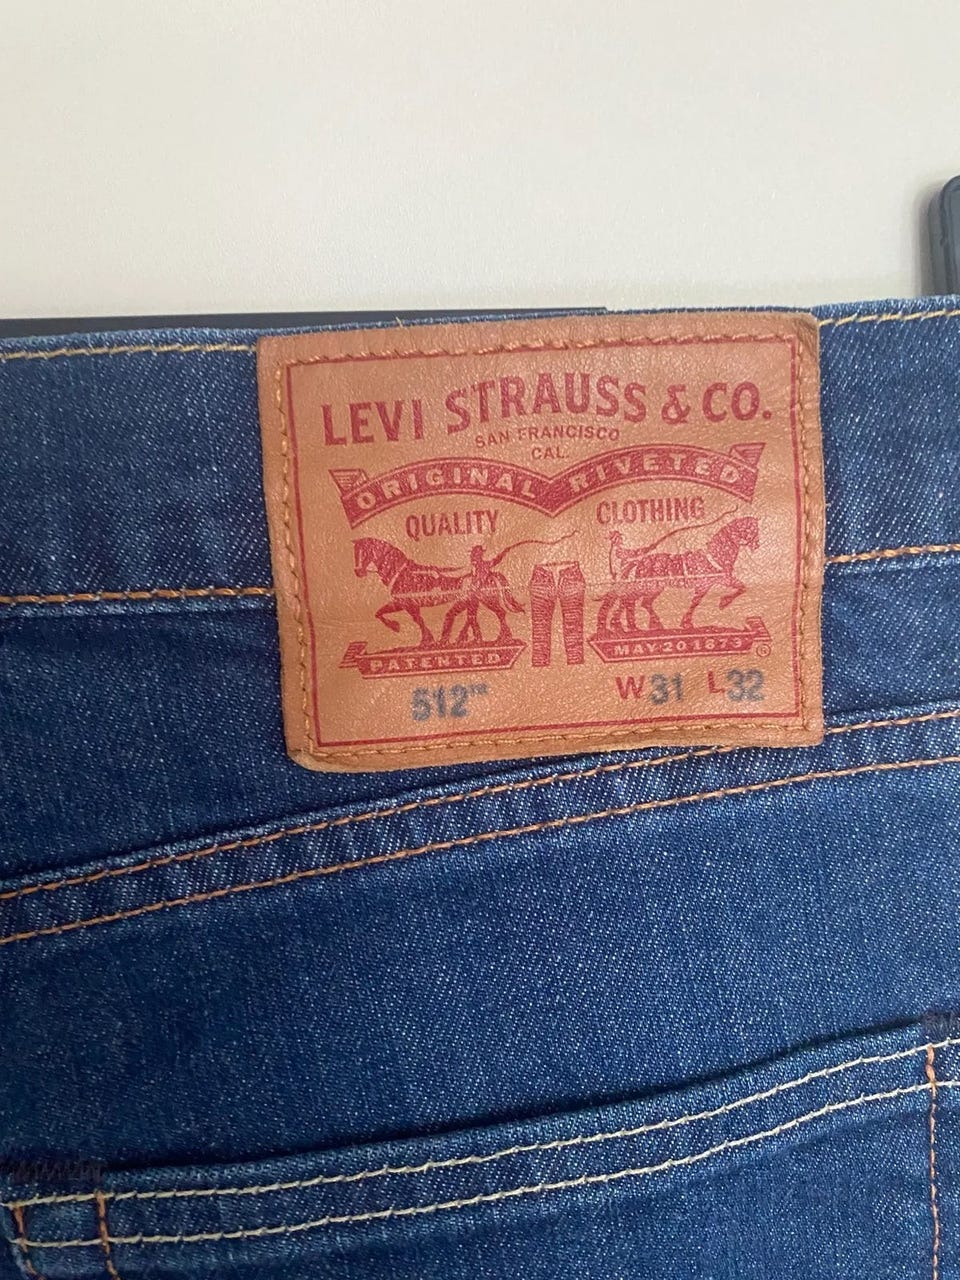 LEVI STRAUSS & CO.
SAN FRANCISCO
CAL.
ORIGINAL RIVETED
QUALITY CLOTHING
PATENTED MAY 20 1873 ®
512™ W31 L32